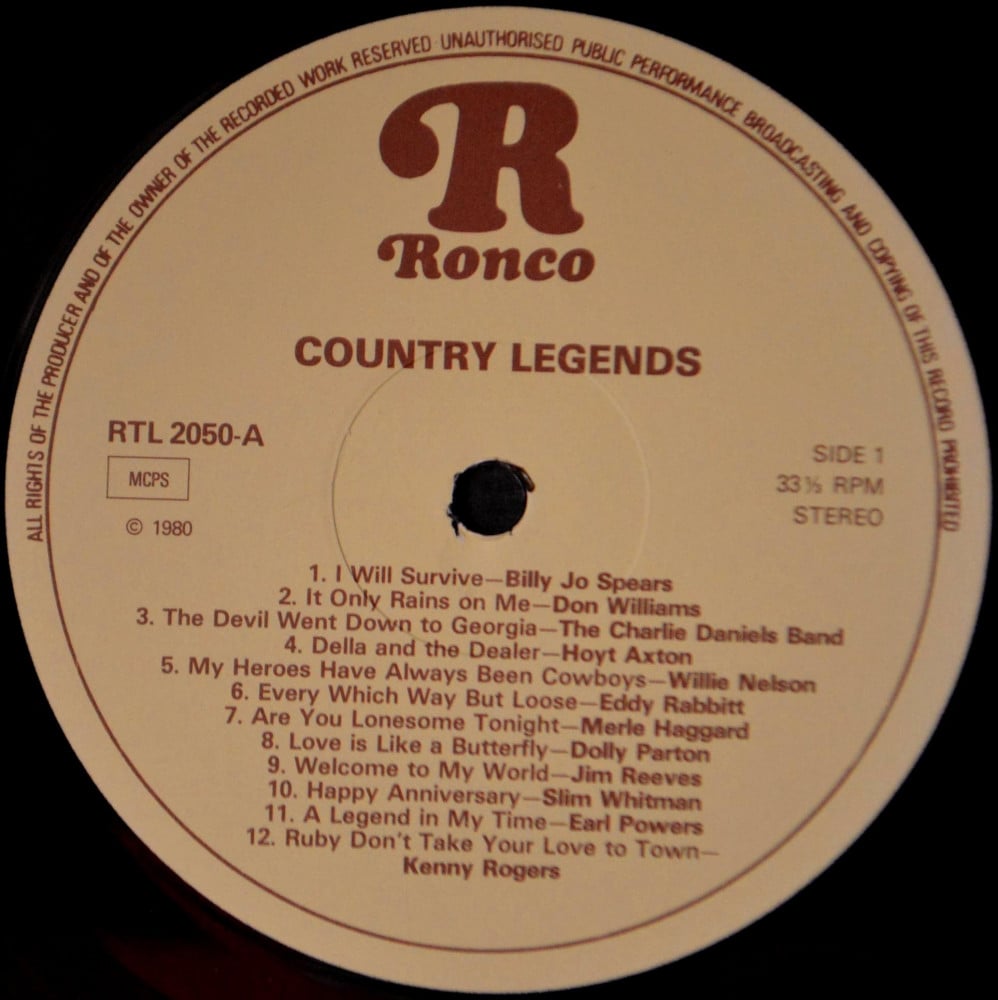 ALL RIGHTS OF THE PRODUCER AND OF THE OWNER OF THE RECORDED WORK RESERVED · UNAUTHORISED PUBLIC PERFORMANCE BROADCASTING AND COPYING OF THIS RECORD PROHIBITED
R
Ronco
COUNTRY LEGENDS
RTL 2050-A
MCPS
© 1980
SIDE 1
33⅓ RPM
STEREO
1. I Will Survive—Billy Jo Spears
2. It Only Rains on Me—Don Williams
3. The Devil Went Down to Georgia—The Charlie Daniels Band
4. Della and the Dealer—Hoyt Axton
5. My Heroes Have Always Been Cowboys—Willie Nelson
6. Every Which Way But Loose—Eddy Rabbitt
7. Are You Lonesome Tonight—Merle Haggard
8. Love is Like a Butterfly—Dolly Parton
9. Welcome to My World—Jim Reeves
10. Happy Anniversary—Slim Whitman
11. A Legend in My Time—Earl Powers
12. Ruby Don't Take Your Love to Town—
Kenny Rogers